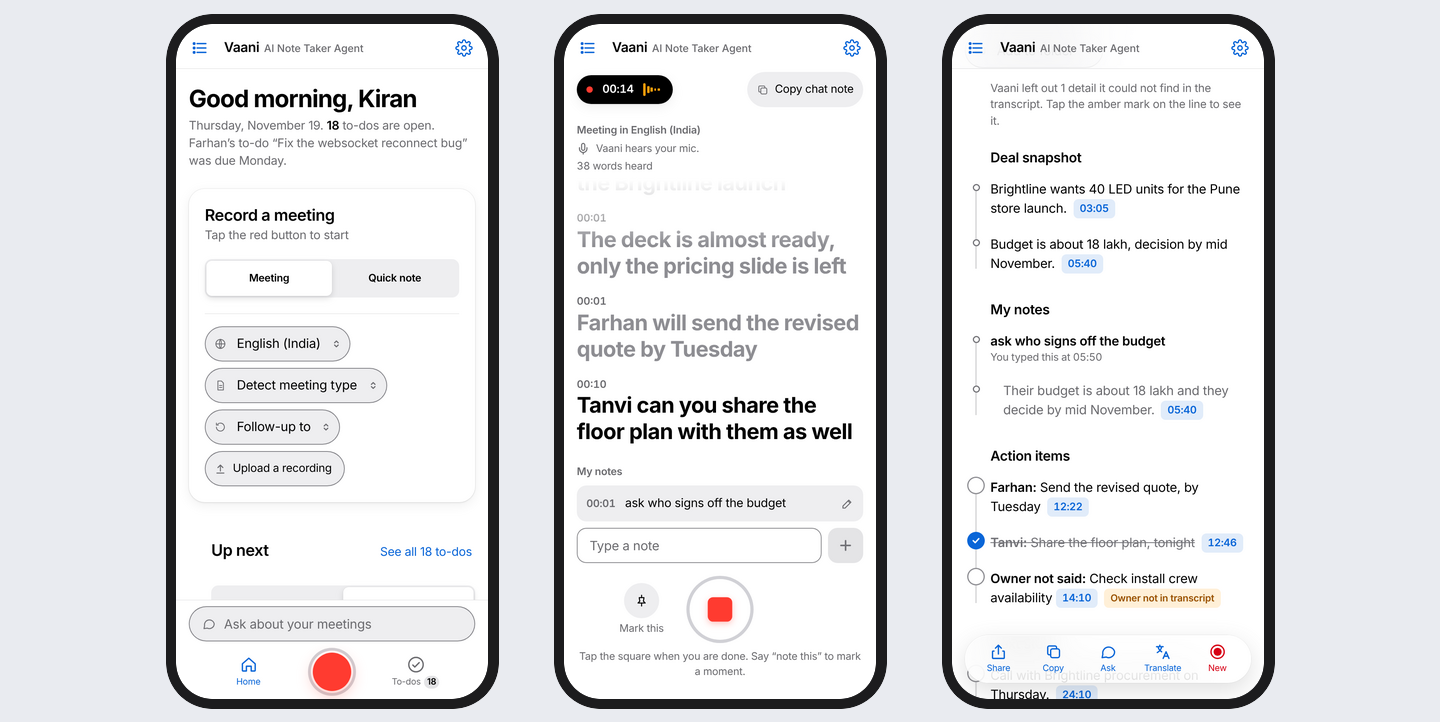 Vaani AI Note Taker Agent
Good morning, Kiran
Thursday, November 19. 18 to-dos are open.
Farhan’s to-do “Fix the websocket reconnect bug”
was due Monday.
Record a meeting
Tap the red button to start
Meeting
Quick note
English (India)
Detect meeting type
Follow-up to
Upload a recording
Up next
See all 18 to-dos
Ask about your meetings
Home
To-dos 18
Vaani AI Note Taker Agent
00:14
Copy chat note
Meeting in English (India)
Vaani hears your mic.
38 words heard
the Brightline launch
00:01
The deck is almost ready,
only the pricing slide is left
00:01
Farhan will send the revised
quote by Tuesday
00:10
Tanvi can you share the
floor plan with them as well
My notes
00:01 ask who signs off the budget
Type a note
Mark this
Tap the square when you are done. Say “note this” to mark
a moment.
Vaani AI Note Taker Agent
Vaani left out 1 detail it could not find in the
transcript. Tap the amber mark on the line to see
it.
Deal snapshot
Brightline wants 40 LED units for the Pune
store launch. 03:05
Budget is about 18 lakh, decision by mid
November. 05:40
My notes
ask who signs off the budget
You typed this at 05:50
Their budget is about 18 lakh and they
decide by mid November. 05:40
Action items
Farhan: Send the revised quote, by
Tuesday 12:22
Tanvi: Share the floor plan, tonight 12:46
Owner not said: Check install crew
availability 14:10 Owner not in transcript
Share
Copy
Ask
Translate
New
Call with Brightline procurement on
Thursday. 24:10